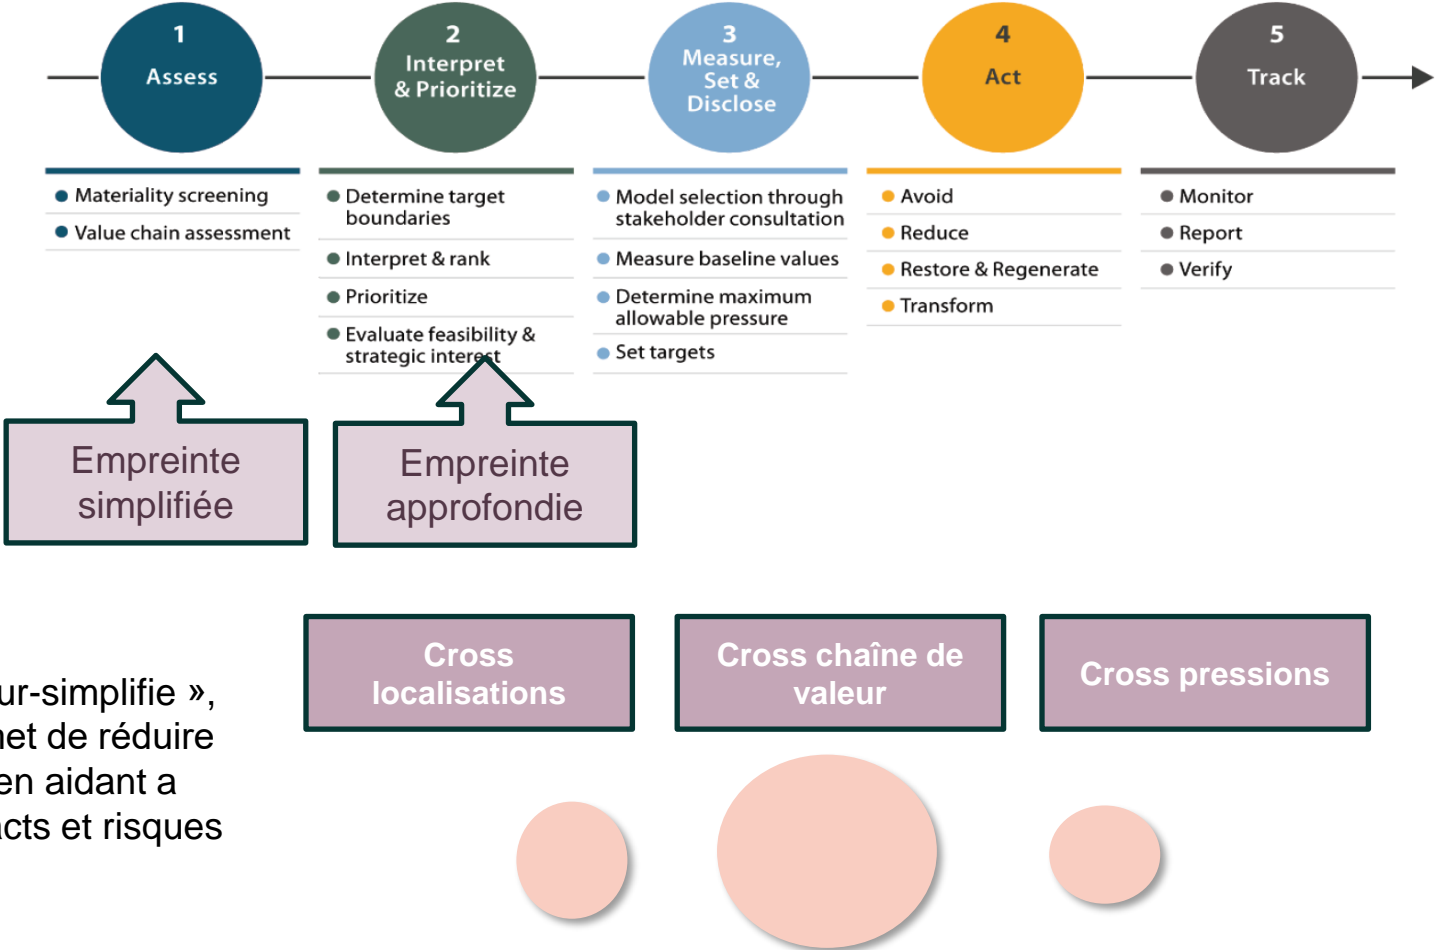 1
Assess
2
Interpret
& Prioritize
3
Measure,
Set &
Disclose
4
Act
5
Track
Materiality screening
Value chain assessment
Determine target
boundaries
Interpret & rank
Prioritize
Evaluate feasibility &
strategic interest
Model selection through
stakeholder consultation
Measure baseline values
Determine maximum
allowable pressure
Set targets
Avoid
Reduce
Restore & Regenerate
Transform
Monitor
Report
Verify
Empreinte
simplifiée
Empreinte
approfondie
Cross
localisations
Cross chaîne de
valeur
Cross pressions
ur-simplifie »,
net de réduire
en aidant a
acts et risques